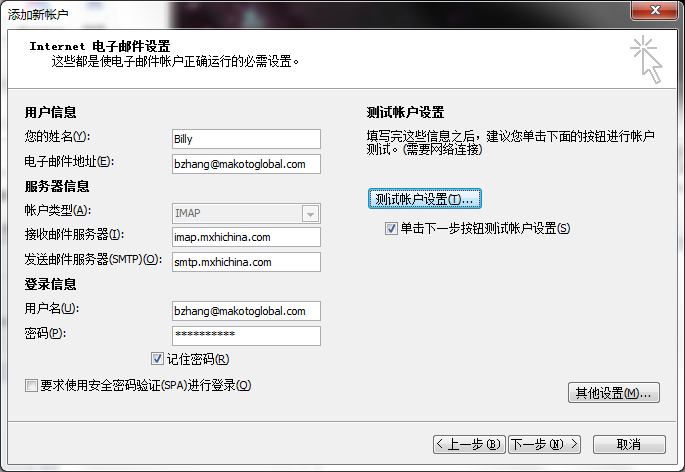 添加新帐户
Internet 电子邮件设置
这些都是使电子邮件帐户正确运行的必需设置。
用户信息
您的姓名(Y):
Billy
电子邮件地址(E):
bzhang@makotoglobal.com
服务器信息
帐户类型(A):
IMAP
接收邮件服务器(I):
imap.mxhichina.com
发送邮件服务器(SMTP)(O):
smtp.mxhichina.com
登录信息
用户名(U):
bzhang@makotoglobal.com
密码(P):
**********
记住密码(R)
要求使用安全密码验证(SPA)进行登录(Q)
测试帐户设置
填写完这些信息之后，建议您单击下面的按钮进行帐户
测试。(需要网络连接)
测试帐户设置(T)...
单击下一步按钮测试帐户设置(S)
其他设置(M)...
< 上一步(B)
下一步(N) >
取消